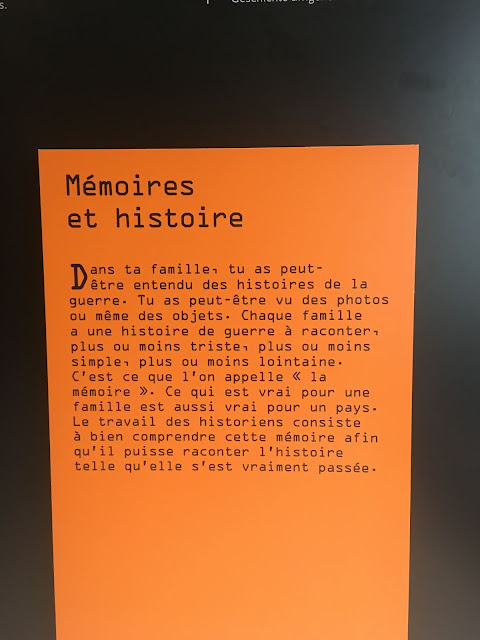 s.
Mémoires
et histoire
Dans ta famille, tu as peut-
être entendu des histoires de la
guerre. Tu as peut-être vu des photos
ou même des objets. Chaque famille
a une histoire de guerre à raconter,
plus ou moins triste, plus ou moins
simple, plus ou moins lointaine.
C'est ce que l'on appelle « la
mémoire ». Ce qui est vrai pour une
famille est aussi vrai pour un pays.
Le travail des historiens consiste
à bien comprendre cette mémoire afin
qu'il puisse raconter l'histoire
telle qu'elle s'est vraiment passée.